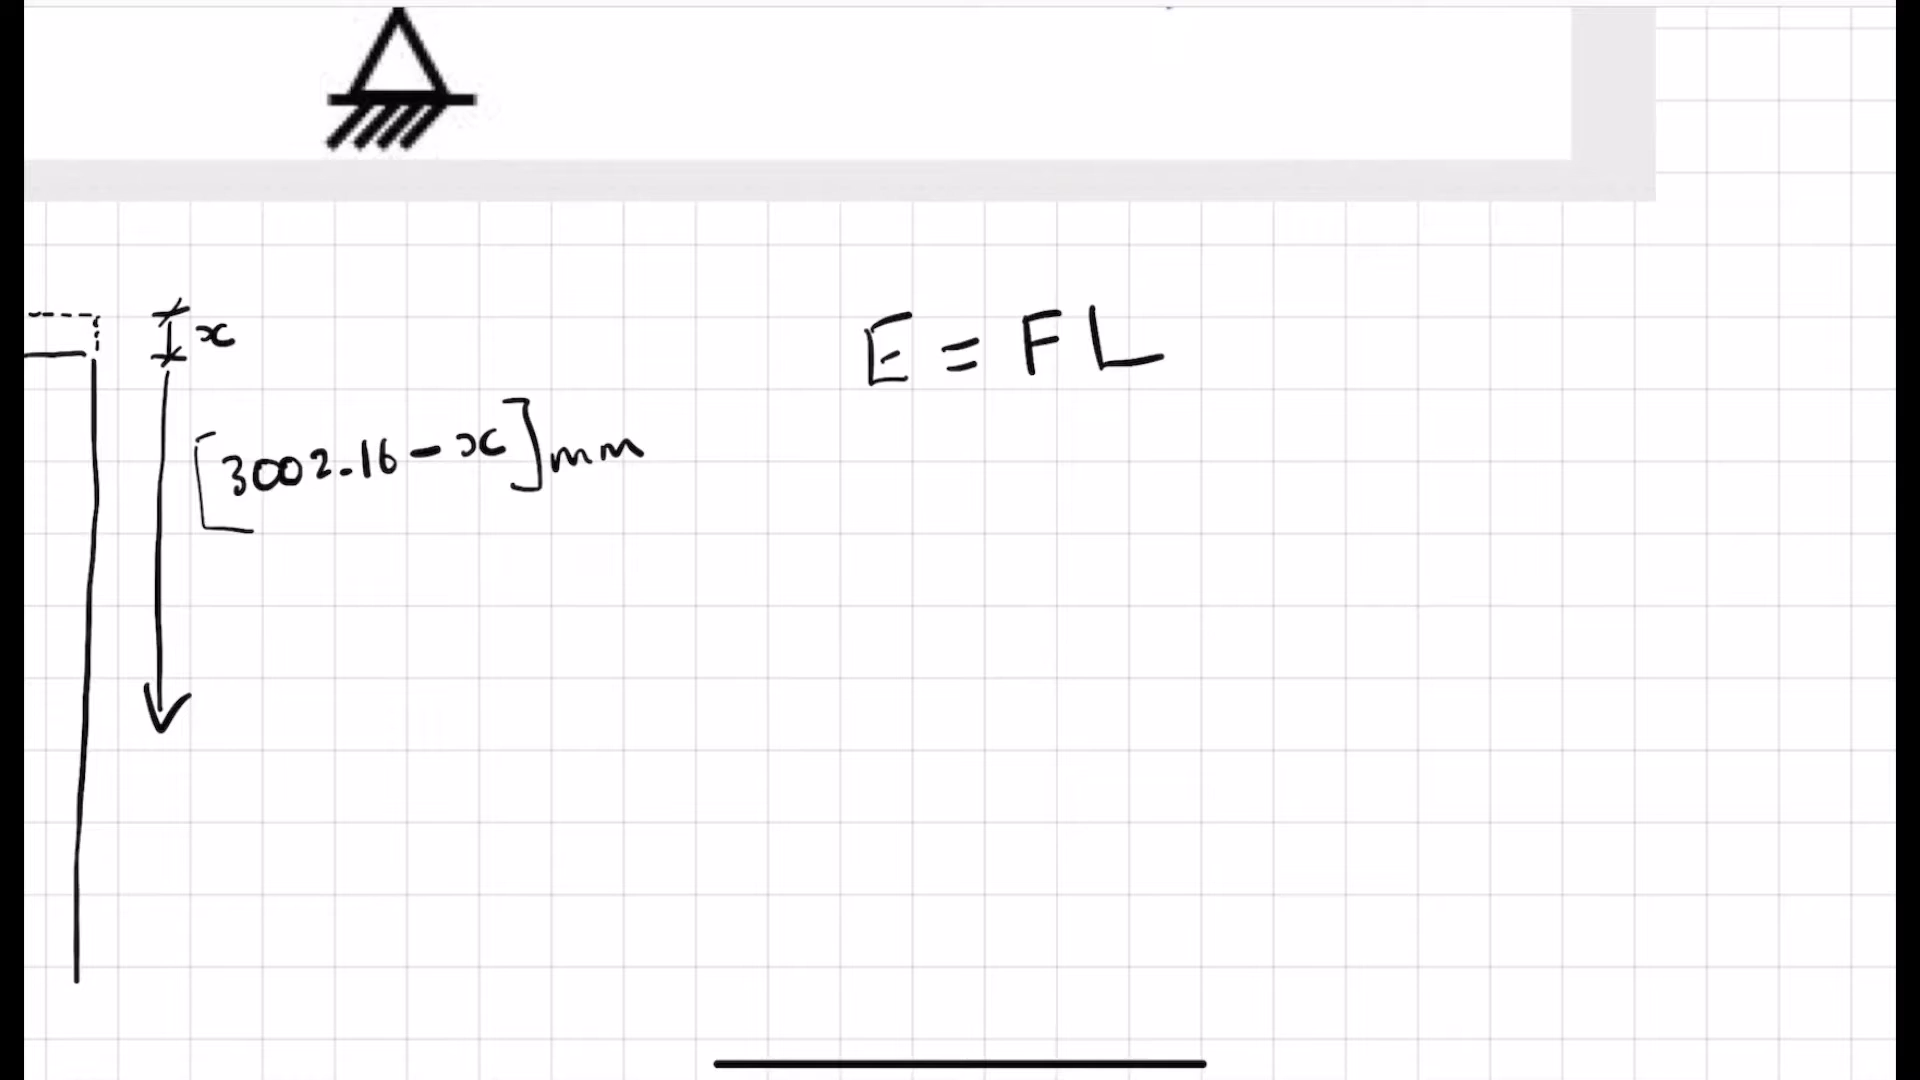 x
E = FL
[3002.16 - x] mm